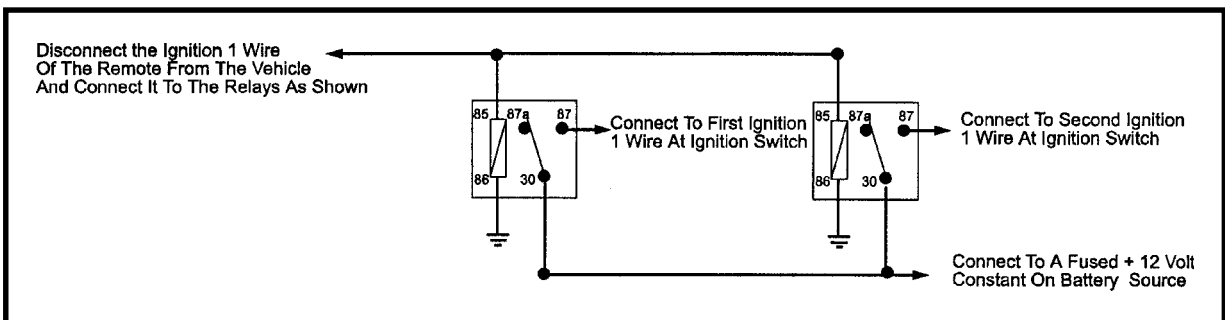 Disconnect the Ignition 1 Wire
Of The Remote From The Vehicle
And Connect It To The Relays As Shown
85 87a 87
86 30
Connect To First Ignition
1 Wire At Ignition Switch
85 87a 87
86 30
Connect To Second Ignition
1 Wire At Ignition Switch
Connect To A Fused + 12 Volt
Constant On Battery Source